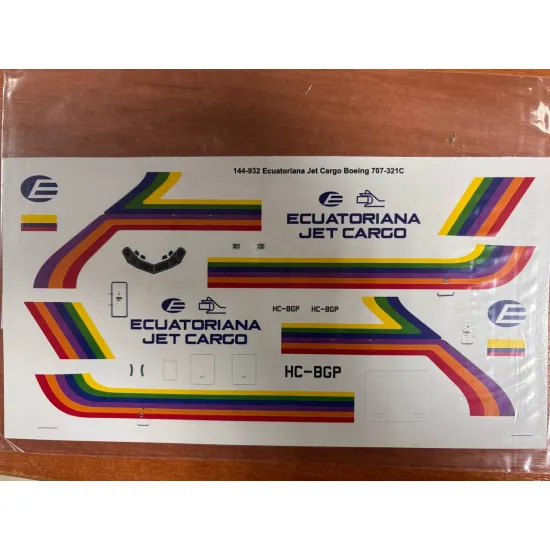 144-932 Ecuatoriana Jet Cargo Boeing 707-321C
ECUATORIANA
JET CARGO
HC-BGP HC-BGP
ECUATORIANA
JET CARGO
HC-BGP